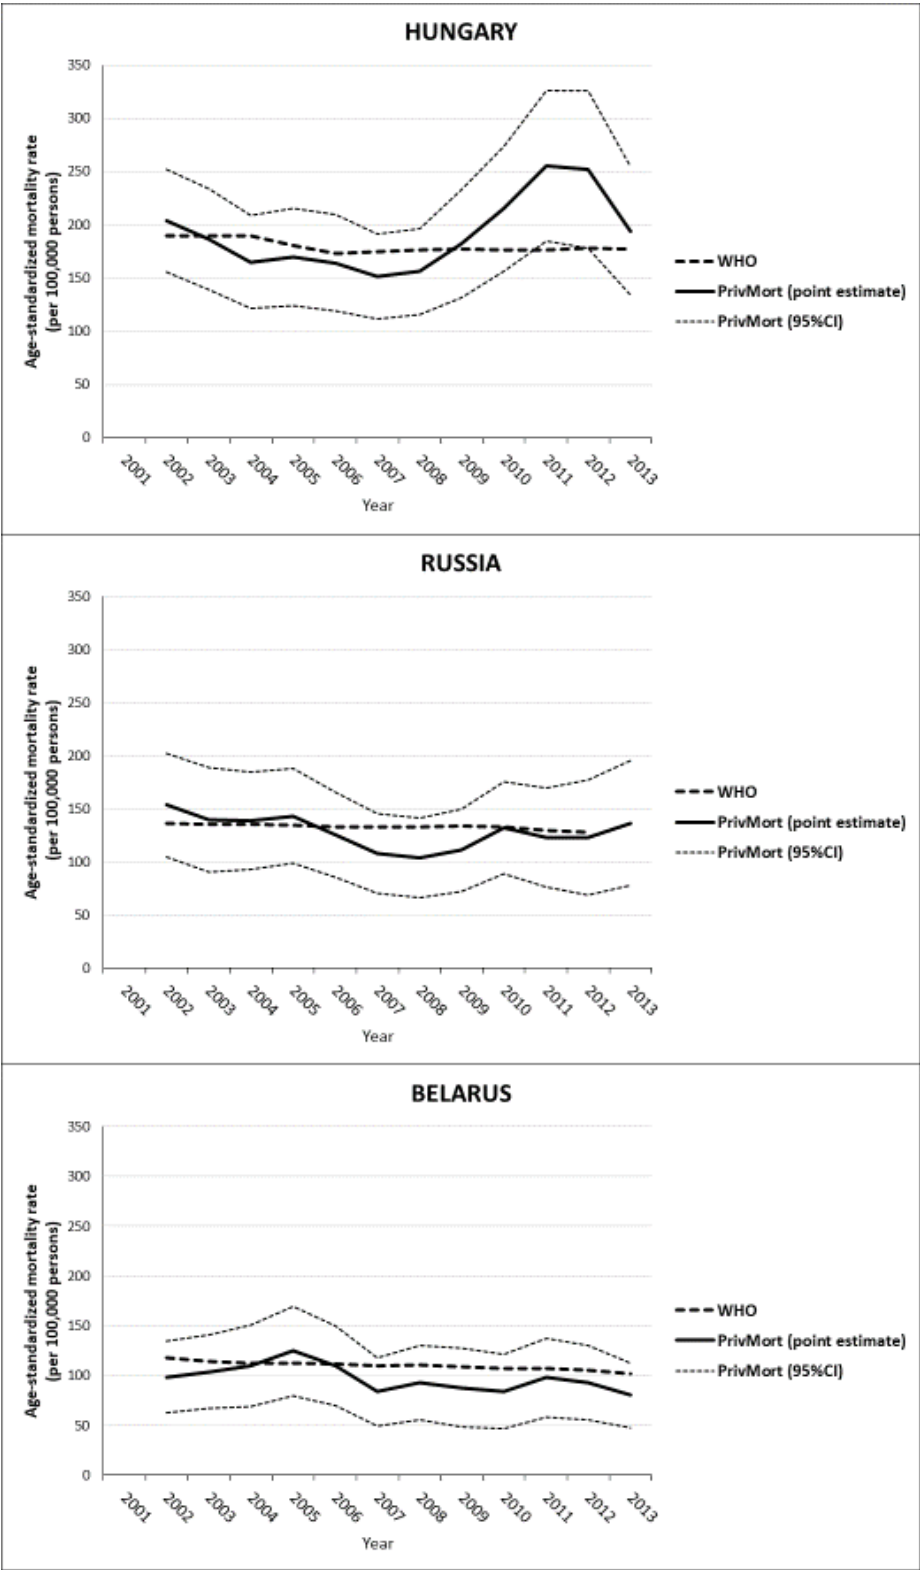 HUNGARY
350
300
250
200
150
100
50
0
Age-standardized mortality rate
(per 100,000 persons)
2001 2002 2003 2004 2005 2006 2007 2008 2009 2010 2011 2012 2013
Year
WHO
PrivMort (point estimate)
PrivMort (95%CI)
RUSSIA
350
300
250
200
150
100
50
0
Age-standardized mortality rate
(per 100,000 persons)
2001 2002 2003 2004 2005 2006 2007 2008 2009 2010 2011 2012 2013
Year
WHO
PrivMort (point estimate)
PrivMort (95%CI)
BELARUS
350
300
250
200
150
100
50
0
Age-standardized mortality rate
(per 100,000 persons)
2001 2002 2003 2004 2005 2006 2007 2008 2009 2010 2011 2012 2013
Year
WHO
PrivMort (point estimate)
PrivMort (95%CI)